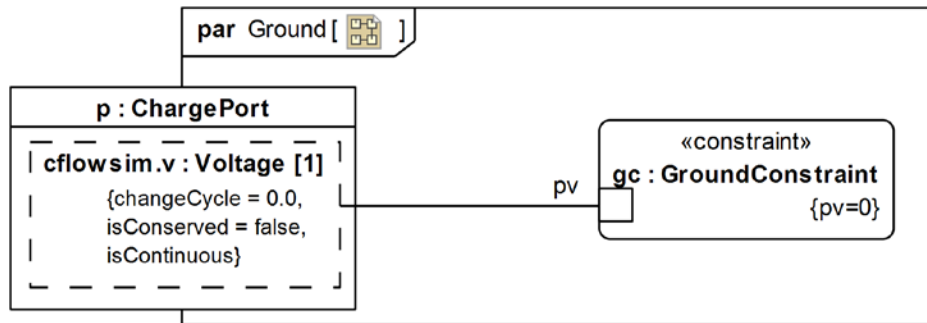 par Ground [ ]
p : ChargePort
cflowsim.v : Voltage [1]
{changeCycle = 0.0,
isConserved = false,
isContinuous}
pv
«constraint»
gc : GroundConstraint
{pv=0}